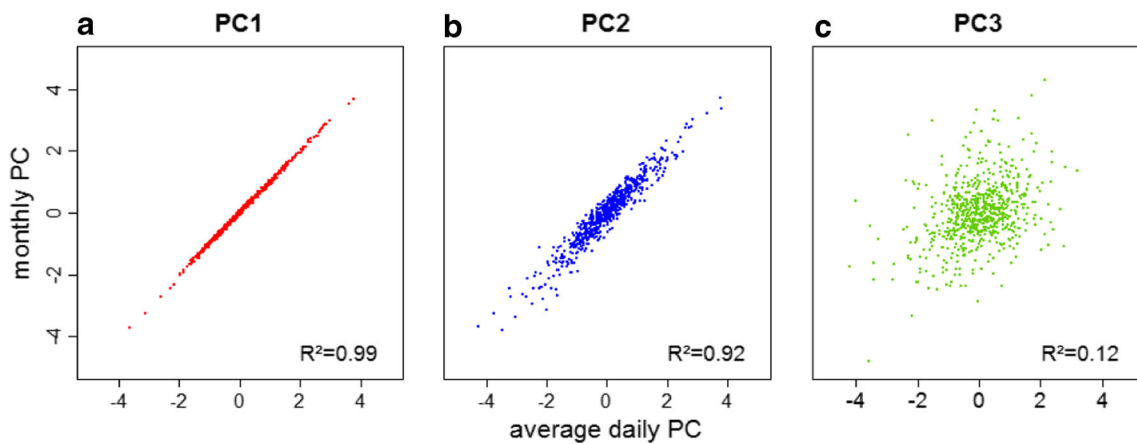 a PC1 b PC2 c PC3
monthly PC
4
2
0
-2
-4
R²=0.99 R²=0.92 R²=0.12
-4 -2 0 2 4 -4 -2 0 2 4 -4 -2 0 2 4
average daily PC